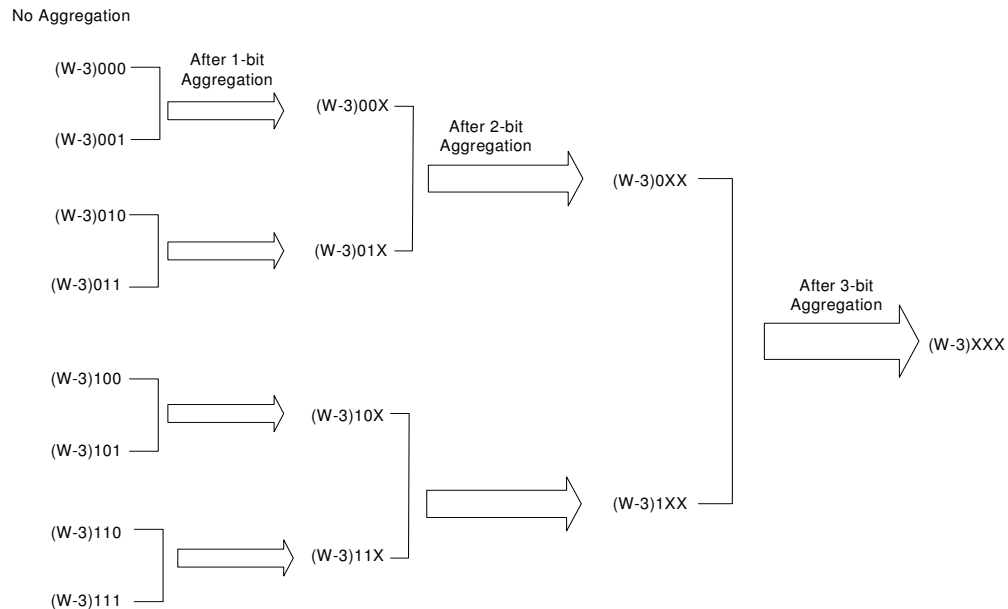 No Aggregation
(W-3)000
(W-3)001
(W-3)010
(W-3)011
(W-3)100
(W-3)101
(W-3)110
(W-3)111
After 1-bit
Aggregation
(W-3)00X
(W-3)01X
(W-3)10X
(W-3)11X
After 2-bit
Aggregation
(W-3)0XX
(W-3)1XX
After 3-bit
Aggregation
(W-3)XXX